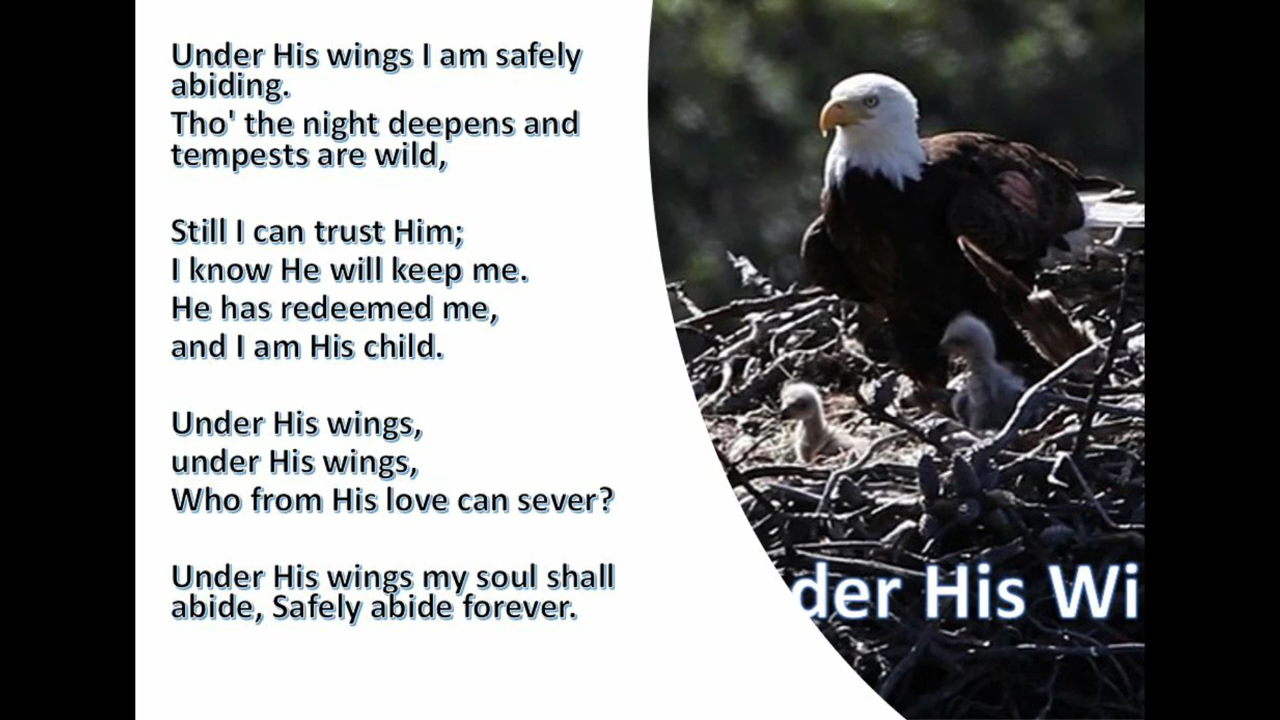 Under His wings I am safely
abiding.
Tho' the night deepens and
tempests are wild,
Still I can trust Him;
I know He will keep me.
He has redeemed me,
and I am His child.
Under His wings,
under His wings,
Who from His love can sever?
Under His wings my soul shall
abide, Safely abide forever.
der His Wi